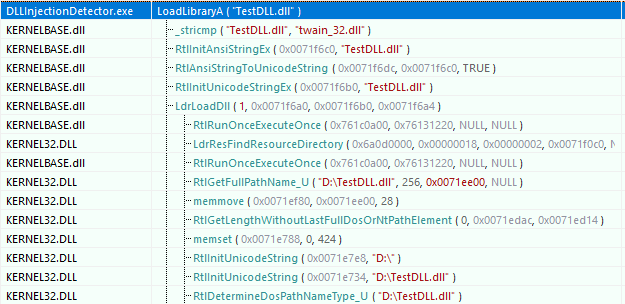 DLLInjectionDetector.exe LoadLibraryA ( "TestDLL.dll" )
KERNELBASE.dll _stricmp ( "TestDLL.dll", "twain_32.dll" )
KERNELBASE.dll RtlInitAnsiStringEx ( 0x0071f6c0, "TestDLL.dll" )
KERNELBASE.dll RtlAnsiStringToUnicodeString ( 0x0071f6dc, 0x0071f6c0, TRUE )
KERNELBASE.dll RtlInitUnicodeStringEx ( 0x0071f6b0, "TestDLL.dll" )
KERNELBASE.dll LdrLoadDll ( 1, 0x0071f6a0, 0x0071f6b0, 0x0071f6a4 )
KERNELBASE.dll RtlRunOnceExecuteOnce ( 0x761c0a00, 0x76131220, NULL, NULL )
KERNEL32.DLL LdrResFindResourceDirectory ( 0x6a0d0000, 0x00000018, 0x00000002, 0x0071f0c0, N
KERNELBASE.dll RtlRunOnceExecuteOnce ( 0x761c0a00, 0x76131220, NULL, NULL )
KERNEL32.DLL RtlGetFullPathName_U ( "D:\TestDLL.dll", 256, 0x0071ee00, NULL )
KERNEL32.DLL memmove ( 0x0071ef80, 0x0071ee00, 28 )
KERNEL32.DLL RtlGetLengthWithoutLastFullDosOrNtPathElement ( 0, 0x0071edac, 0x0071ed14 )
KERNEL32.DLL memset ( 0x0071e788, 0, 424 )
KERNEL32.DLL RtlInitUnicodeString ( 0x0071e7e8, "D:\" )
KERNEL32.DLL RtlInitUnicodeString ( 0x0071e734, "D:\TestDLL.dll" )
KERNEL32.DLL RtlDetermineDosPathNameType_U ( "D:\TestDLL.dll" )